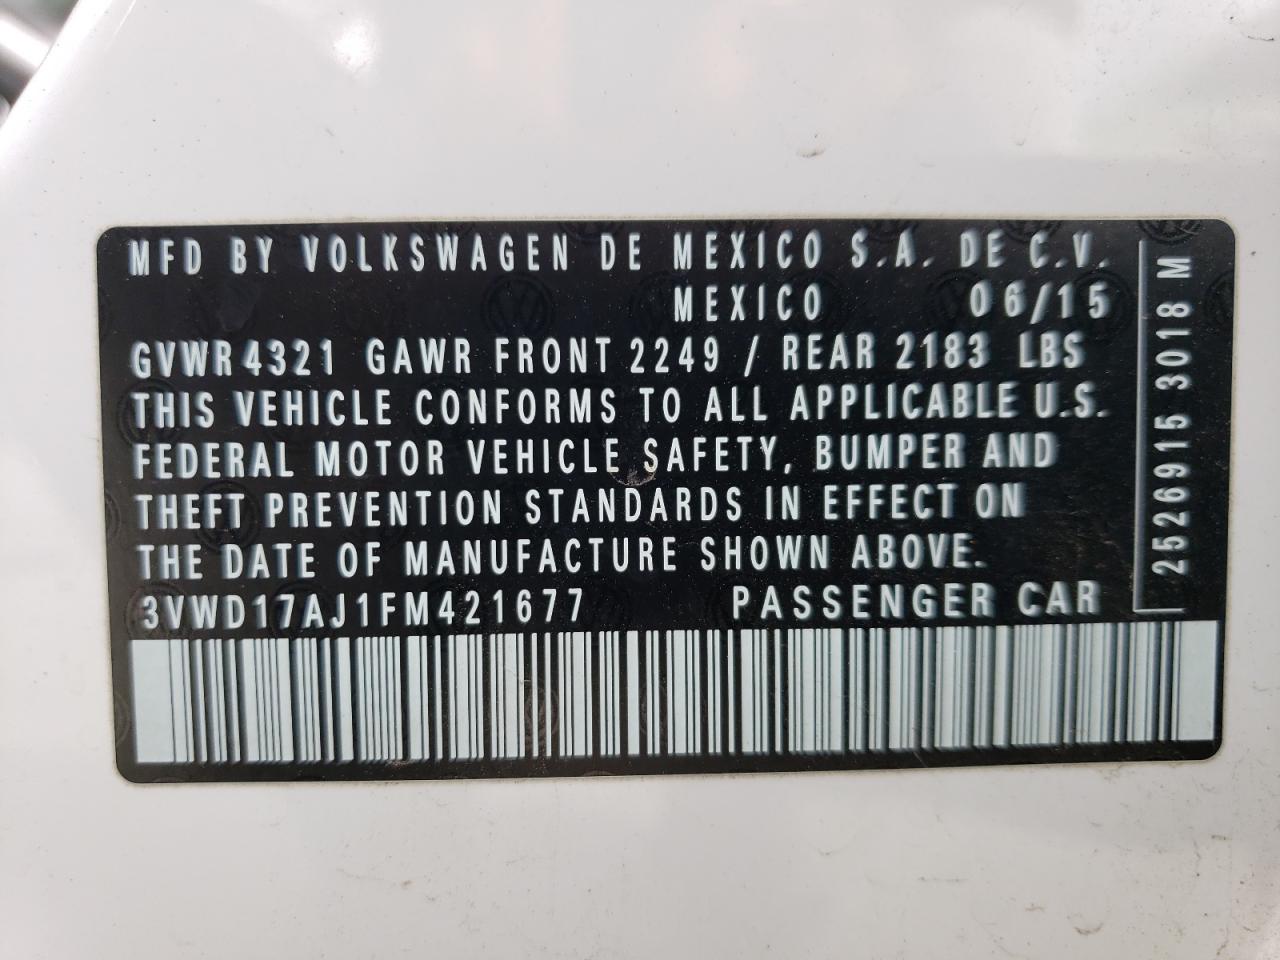 MFD BY VOLKSWAGEN DE MEXICO S.A. DE C.V.
MEXICO 06/15
GVWR 4321 GAWR FRONT 2249 / REAR 2183 LBS
THIS VEHICLE CONFORMS TO ALL APPLICABLE U.S.
FEDERAL MOTOR VEHICLE SAFETY, BUMPER AND
THEFT PREVENTION STANDARDS IN EFFECT ON
THE DATE OF MANUFACTURE SHOWN ABOVE.
3VWD17AJ1FM421677 PASSENGER CAR
2526915 3018 M